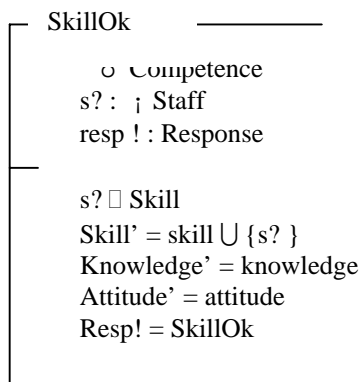 SkillOk
Competence
s? : ¡ Staff
resp ! : Response
s? Skill
Skill’ = skill ⋃ {s? }
Knowledge’ = knowledge
Attitude’ = attitude
Resp! = SkillOk